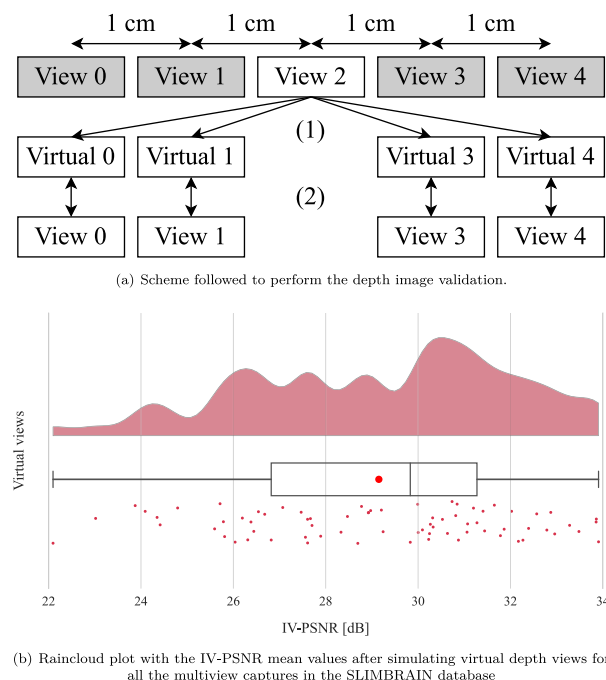 1 cm 1 cm 1 cm 1 cm
View 0 View 1 View 2 View 3 View 4
(1)
Virtual 0 Virtual 1 Virtual 3 Virtual 4
(2)
View 0 View 1 View 3 View 4
(a) Scheme followed to perform the depth image validation.
Virtual views
22 24 26 28 30 32 34
IV-PSNR [dB]
(b) Raincloud plot with the IV-PSNR mean values after simulating virtual depth views for
all the multiview captures in the SLIMBRAIN database